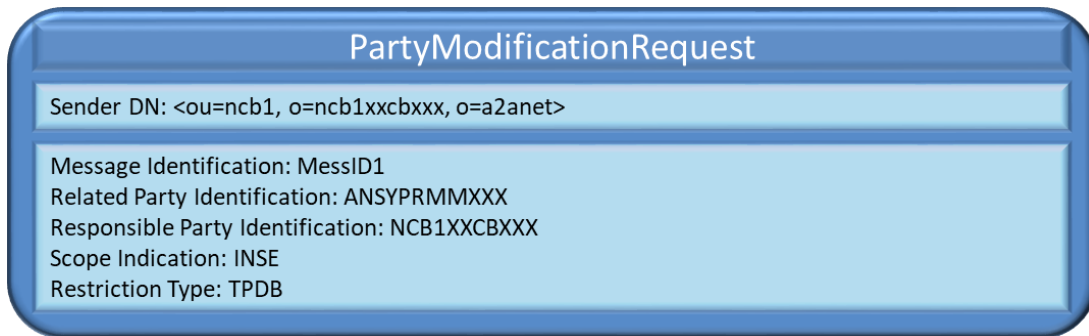 PartyModificationRequest
Sender DN: <ou=ncb1, o=ncb1xxcbxxx, o=a2anet>
Message Identification: MessID1
Related Party Identification: ANSYPRMMXXX
Responsible Party Identification: NCB1XXCBXXX
Scope Indication: INSE
Restriction Type: TPDB